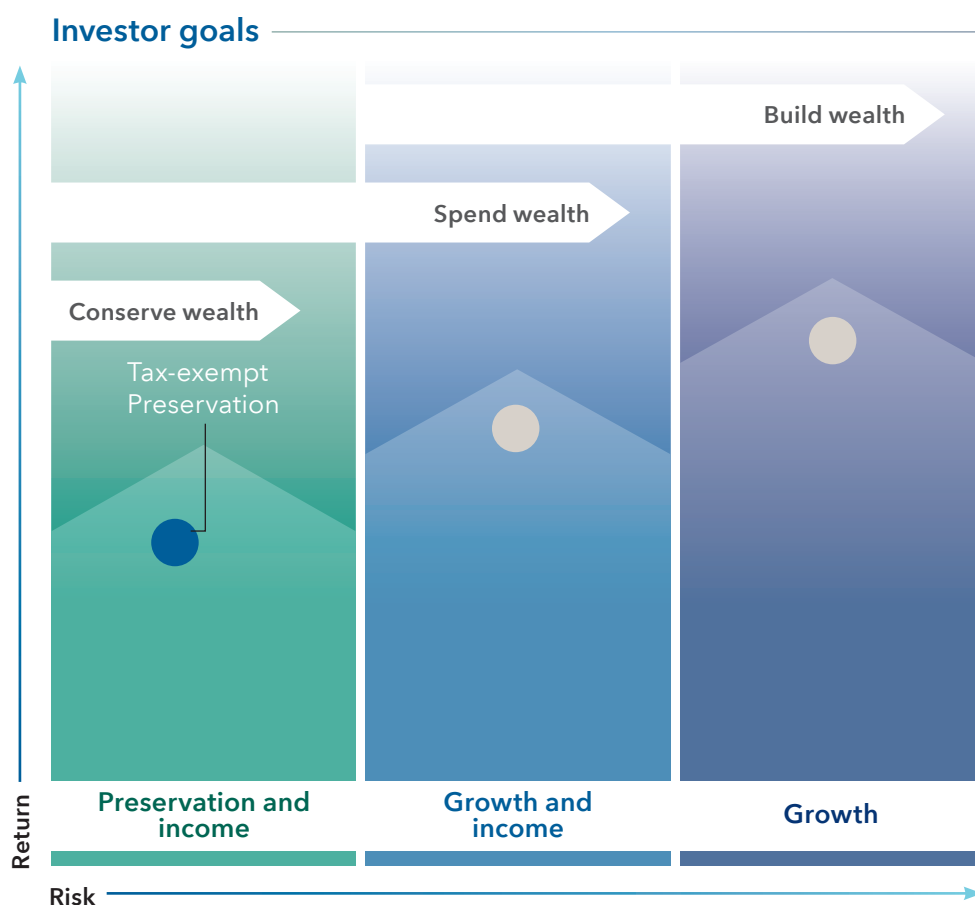 Investor goals
Build wealth
Spend wealth
Conserve wealth
Tax-exempt
Preservation
Preservation and
income
Growth and
income
Growth
Return
Risk